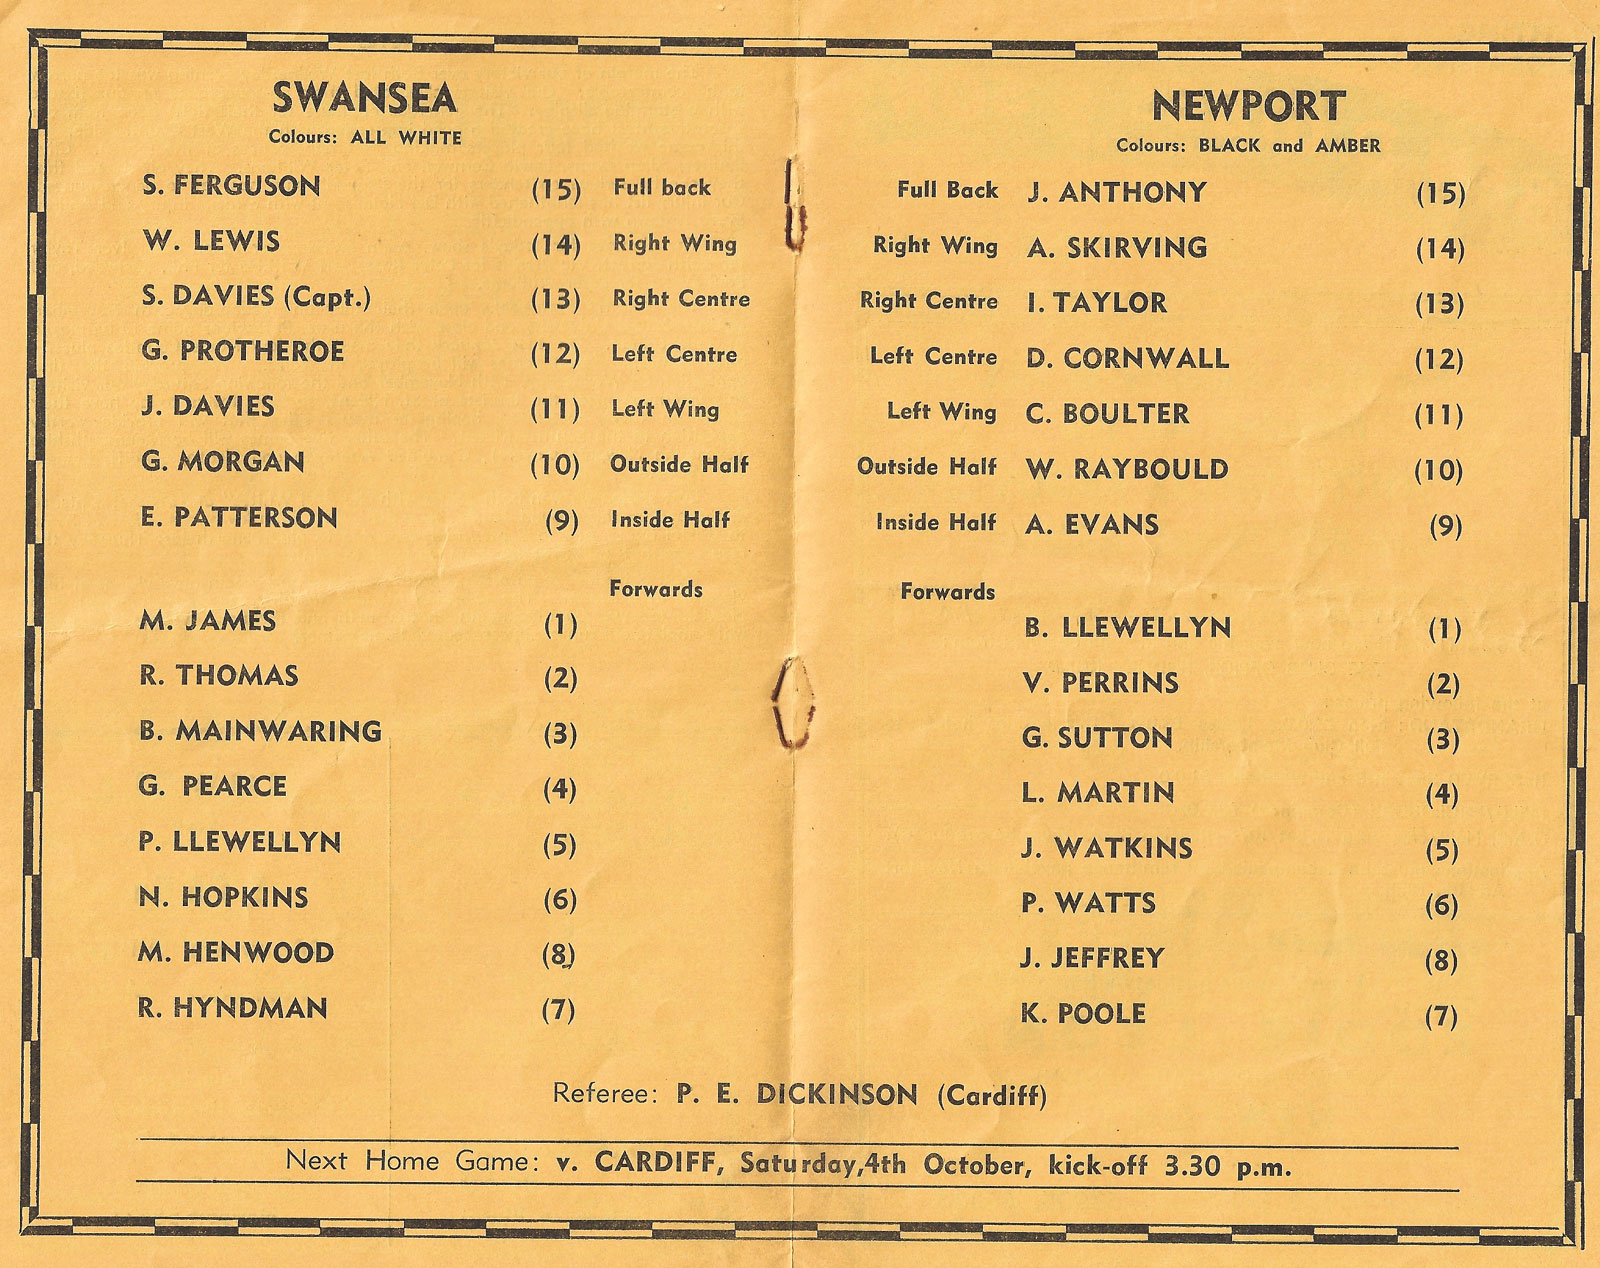 SWANSEA
Colours: ALL WHITE
S. FERGUSON (15) Full back
W. LEWIS (14) Right Wing
S. DAVIES (Capt.) (13) Right Centre
G. PROTHEROE (12) Left Centre
J. DAVIES (11) Left Wing
G. MORGAN (10) Outside Half
E. PATTERSON (9) Inside Half
Forwards
M. JAMES (1)
R. THOMAS (2)
B. MAINWARING (3)
G. PEARCE (4)
P. LLEWELLYN (5)
N. HOPKINS (6)
M. HENWOOD (8)
R. HYNDMAN (7)
NEWPORT
Colours: BLACK and AMBER
Full Back J. ANTHONY (15)
Right Wing A. SKIRVING (14)
Right Centre I. TAYLOR (13)
Left Centre D. CORNWALL (12)
Left Wing C. BOULTER (11)
Outside Half W. RAYBOULD (10)
Inside Half A. EVANS (9)
Forwards
B. LLEWELLYN (1)
V. PERRINS (2)
G. SUTTON (3)
L. MARTIN (4)
J. WATKINS (5)
P. WATTS (6)
J. JEFFREY (8)
K. POOLE (7)
Referee: P. E. DICKINSON (Cardiff)
Next Home Game: v. CARDIFF, Saturday,4th October, kick-off 3.30 p.m.